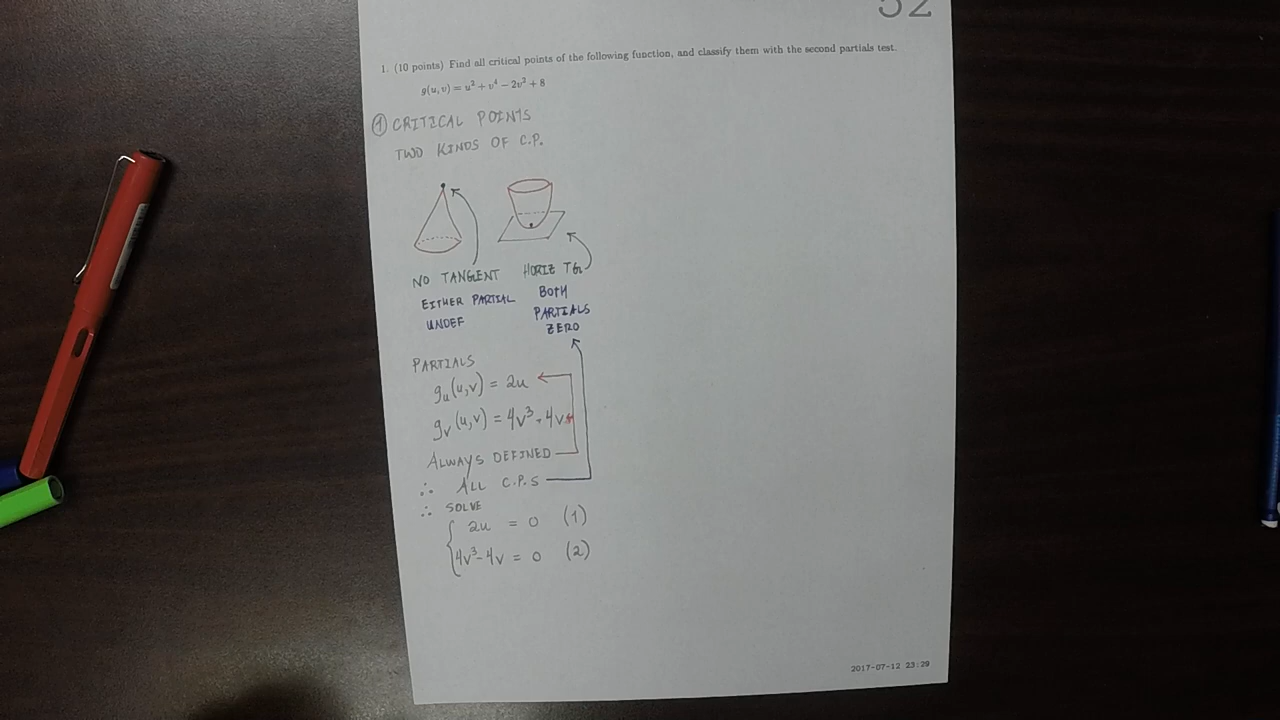 52
1. (10 points) Find all critical points of the following function, and classify them with the second partials test.
g(u, v) = u² + v⁴ − 2v² + 8
① CRITICAL POINTS
TWO KINDS OF C.P.
NO TANGENT
EITHER PARTIAL
UNDEF
HORIZ TG
BOTH
PARTIALS
ZERO
PARTIALS
gᵤ(u,v) = 2u
gᵥ(u,v) = 4v³ - 4v
ALWAYS DEFINED
∴ ALL C.P.S
∴ SOLVE
2u = 0 (1)
4v³-4v = 0 (2)
2017-07-12 23:29